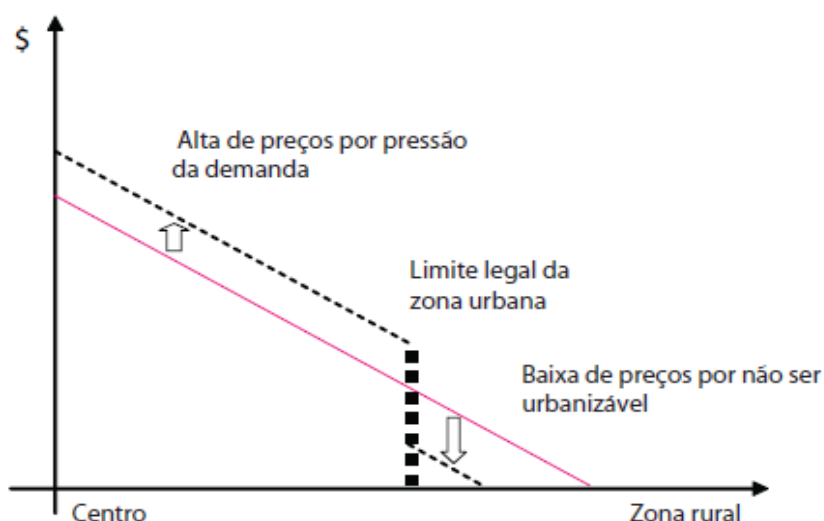 $
Alta de preços por pressão
da demanda
Limite legal da
zona urbana
Baixa de preços por não ser
urbanizável
Centro
Zona rural